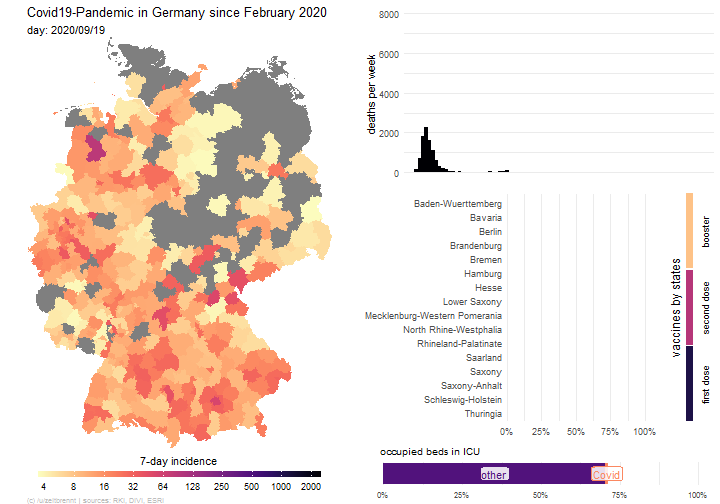 Covid19-Pandemic in Germany since February 2020
day: 2020/09/19
7-day incidence
4 8 16 32 64 128 250 500 1000 2000
(c) /u/zeitbremt | sources: RKI, DIVI, ESRI
deaths per week
8000
6000
4000
2000
0
Baden-Wuerttemberg
Bavaria
Berlin
Brandenburg
Bremen
Hamburg
Hesse
Lower Saxony
Mecklenburg-Western Pomerania
North Rhine-Westphalia
Rhineland-Palatinate
Saarland
Saxony
Saxony-Anhalt
Schleswig-Holstein
Thuringia
0% 25% 50% 75% 100%
vaccines by states
booster
second dose
first dose
occupied beds in ICU
other
Covid
0% 25% 50% 75% 100%